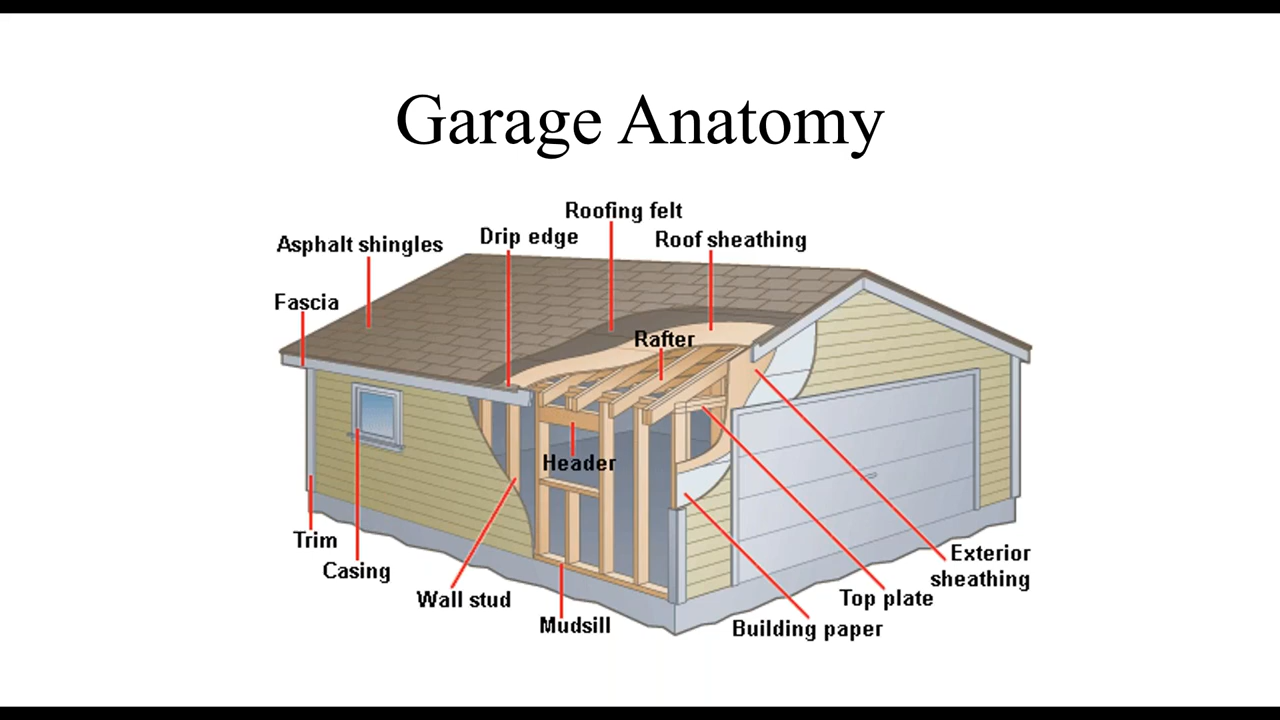 Garage Anatomy
Roofing felt
Drip edge
Roof sheathing
Asphalt shingles
Fascia
Rafter
Header
Trim
Casing
Wall stud
Mudsill
Exterior
sheathing
Top plate
Building paper